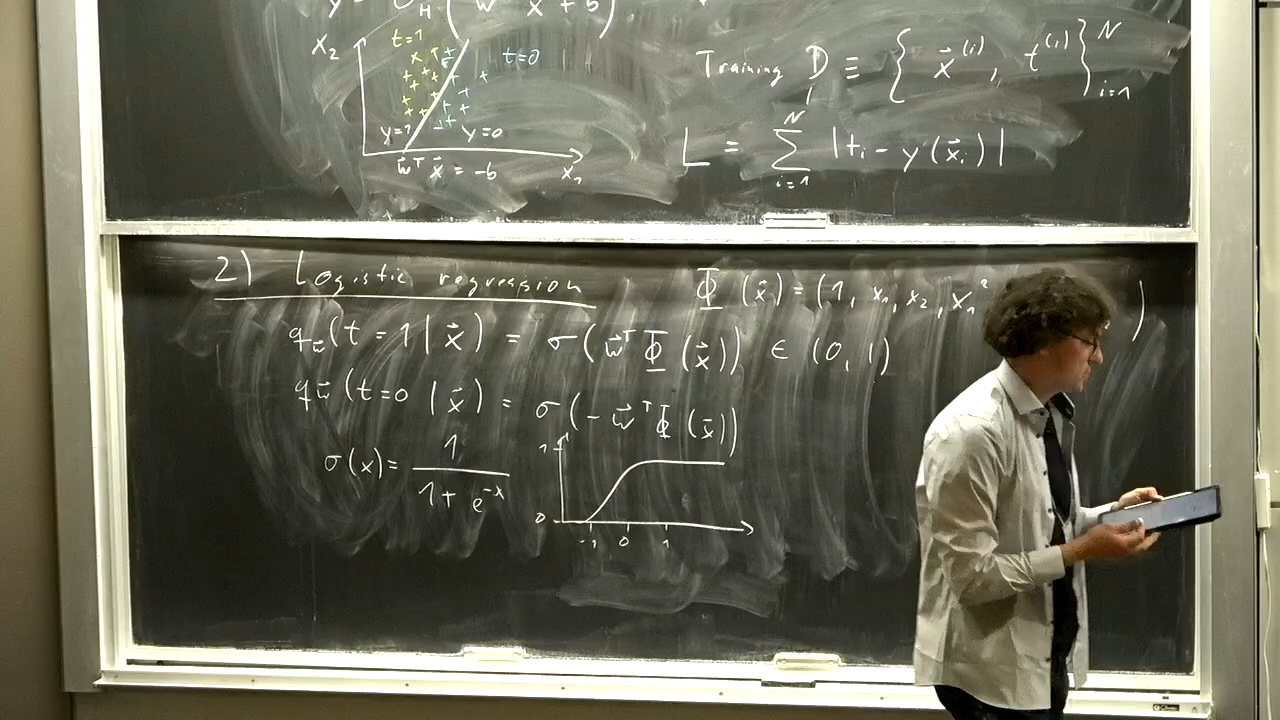 y = σ_H (w⃗ᵀ x⃗ + b)
x₂
t=1
t=0
y=1
y=0
w⃗ᵀ x⃗ = -b
x₁
Training D ≡ { x⃗⁽ⁱ⁾, t⁽ⁱ⁾ }ᴺᵢ₌₁
L = Σᴺᵢ₌₁ |tᵢ - y(x⃗ᵢ)|
2) Logistic regression
Φ(x⃗) = (1, x₁, x₂, x₁² )
q_w⃗(t = 1 | x⃗) = σ(w⃗ᵀ Φ(x⃗)) ∈ (0, 1)
q_w⃗(t=0 | x⃗) = σ(- w⃗ᵀ Φ(x⃗))
σ(x) = 1 / (1 + e⁻ˣ)
1
0
-1 0 1